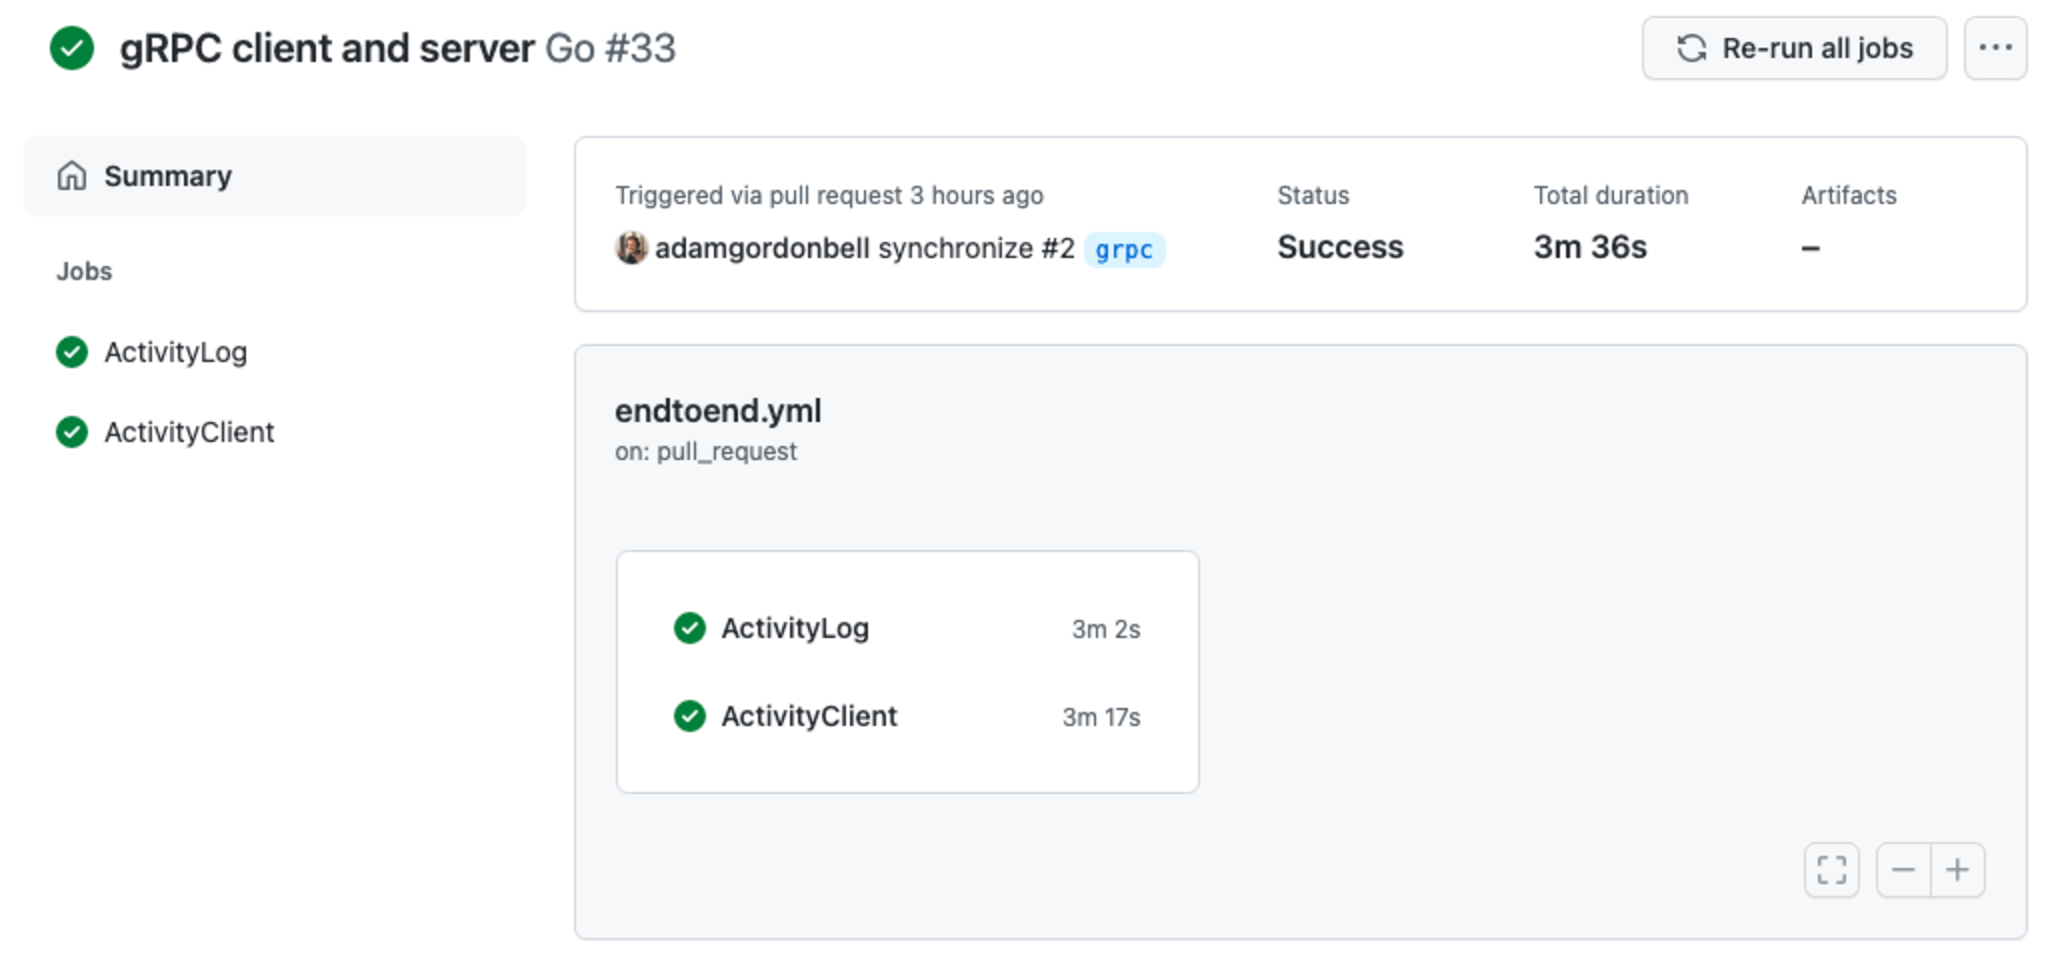 gRPC client and server Go #33
Re-run all jobs
Summary
Jobs
ActivityLog
ActivityClient
Triggered via pull request 3 hours ago
adamgordonbell synchronize #2 grpc
Status
Success
Total duration
3m 36s
Artifacts
–
endtoend.yml
on: pull_request
ActivityLog 3m 2s
ActivityClient 3m 17s